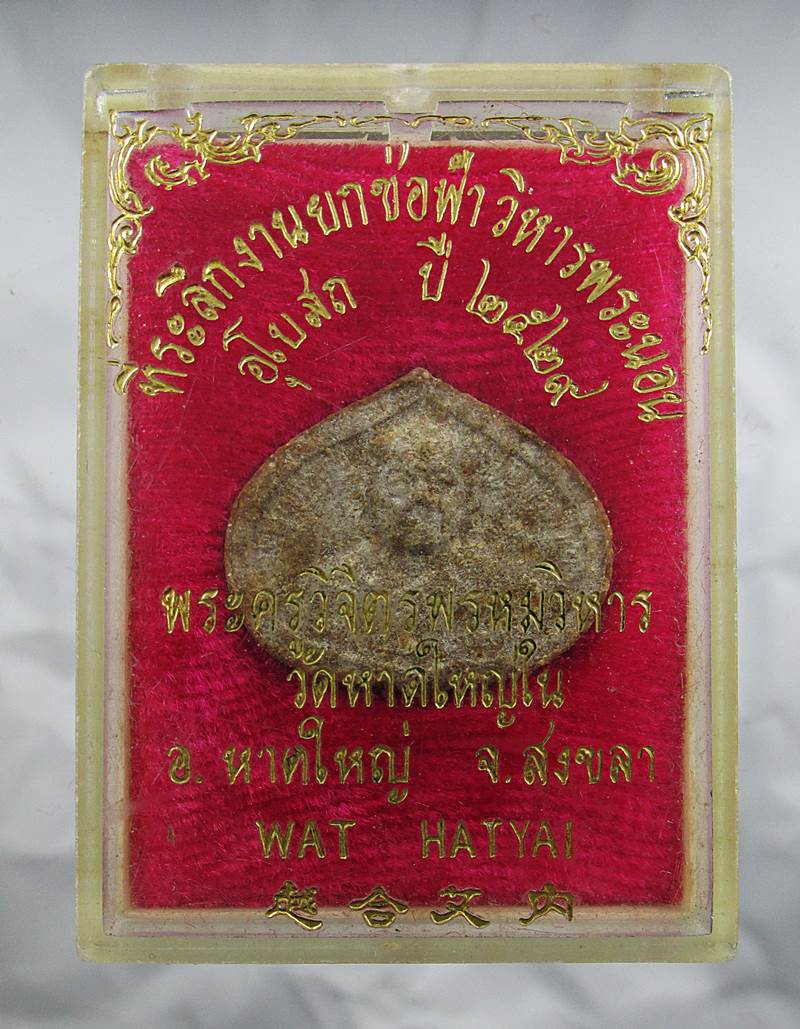 ที่ระลึกงานยกช่อฟ้าวิหารพระนอน
อุโบสถ ปี ๒๕๒๙
พระครูวิจิตรพรหมวิหาร
วัดหาดใหญ่ใน
อ. หาดใหญ่ จ. สงขลา
WAT HATYAI
越合艾内